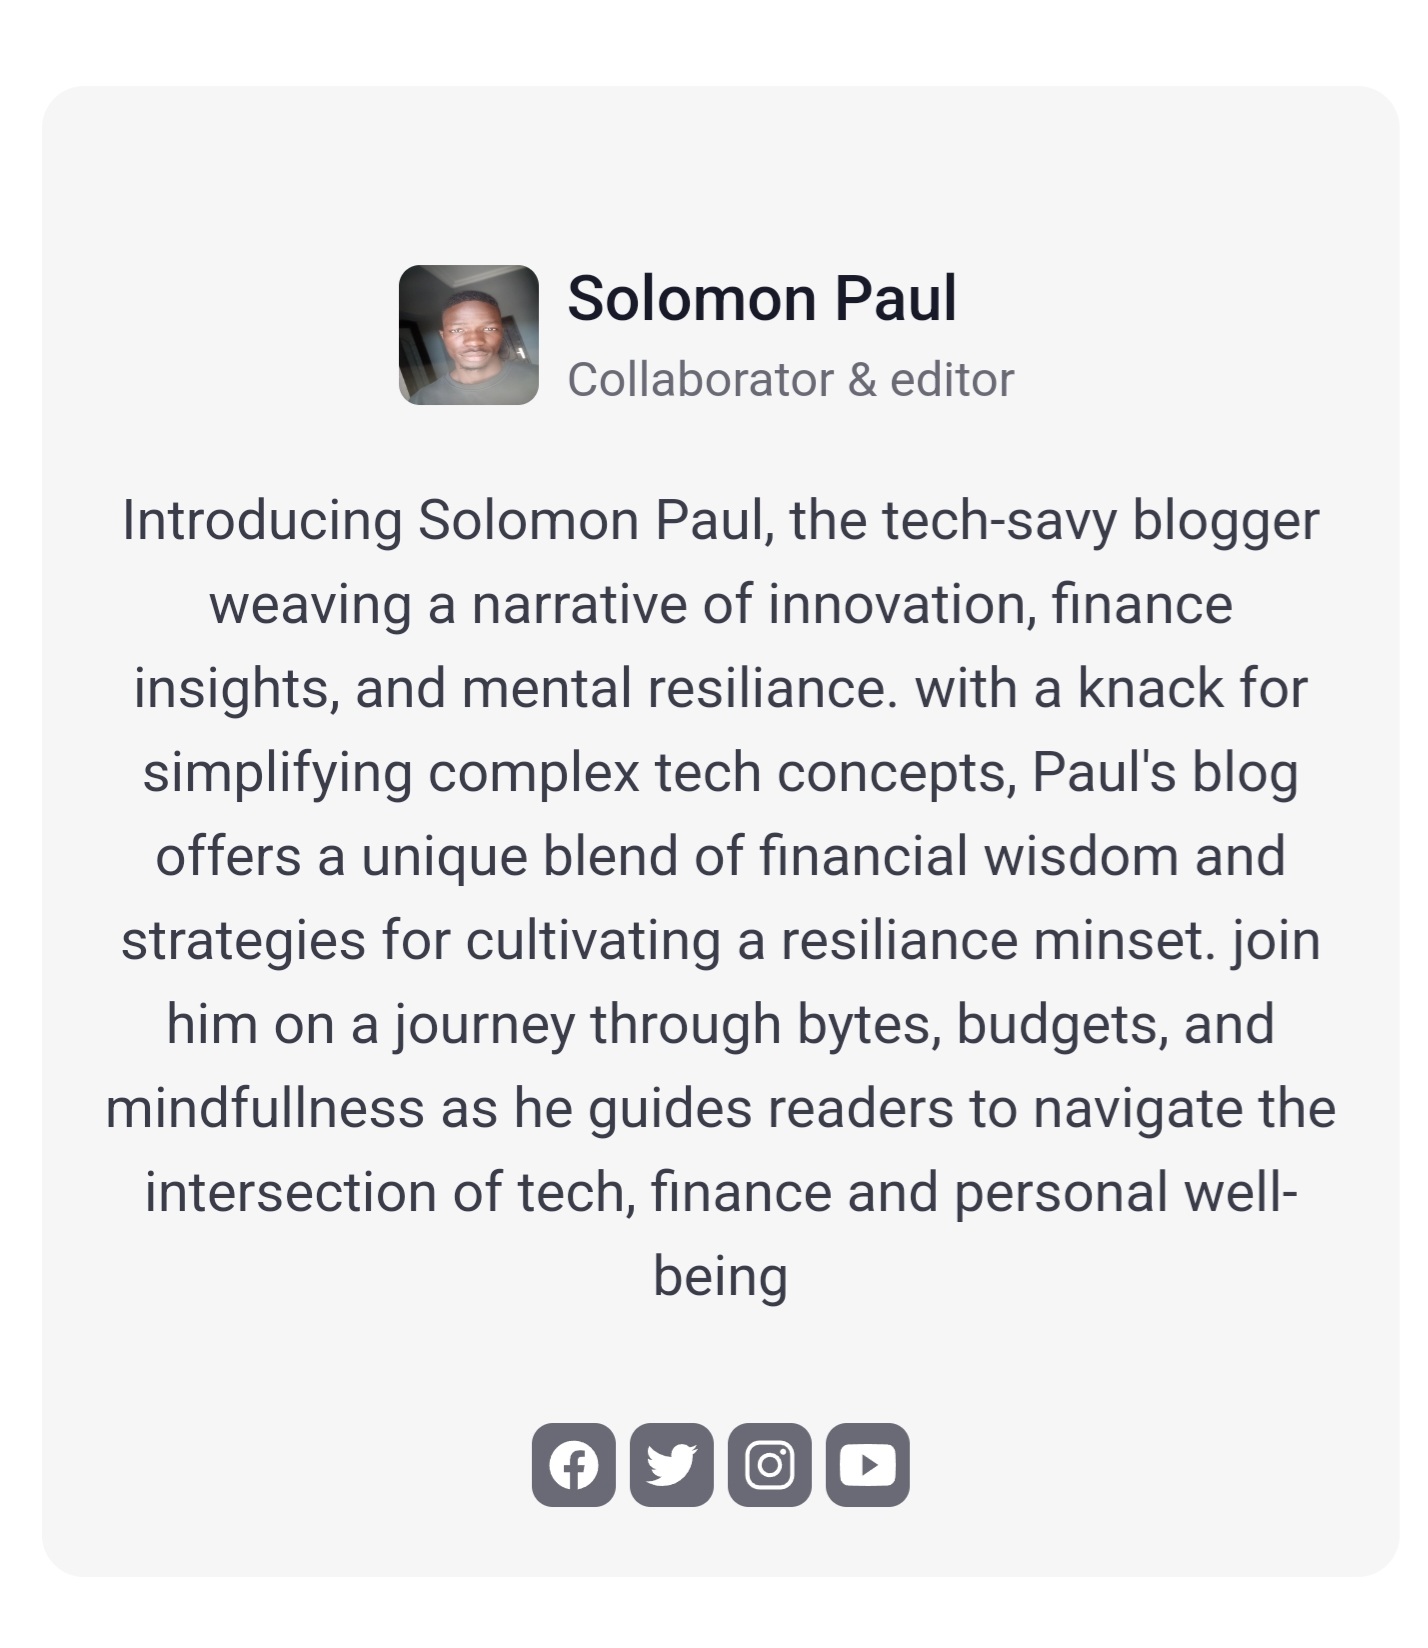 Solomon Paul
Collaborator & editor
Introducing Solomon Paul, the tech-savy blogger
weaving a narrative of innovation, finance
insights, and mental resiliance. with a knack for
simplifying complex tech concepts, Paul's blog
offers a unique blend of financial wisdom and
strategies for cultivating a resiliance minset. join
him on a journey through bytes, budgets, and
mindfullness as he guides readers to navigate the
intersection of tech, finance and personal well-
being